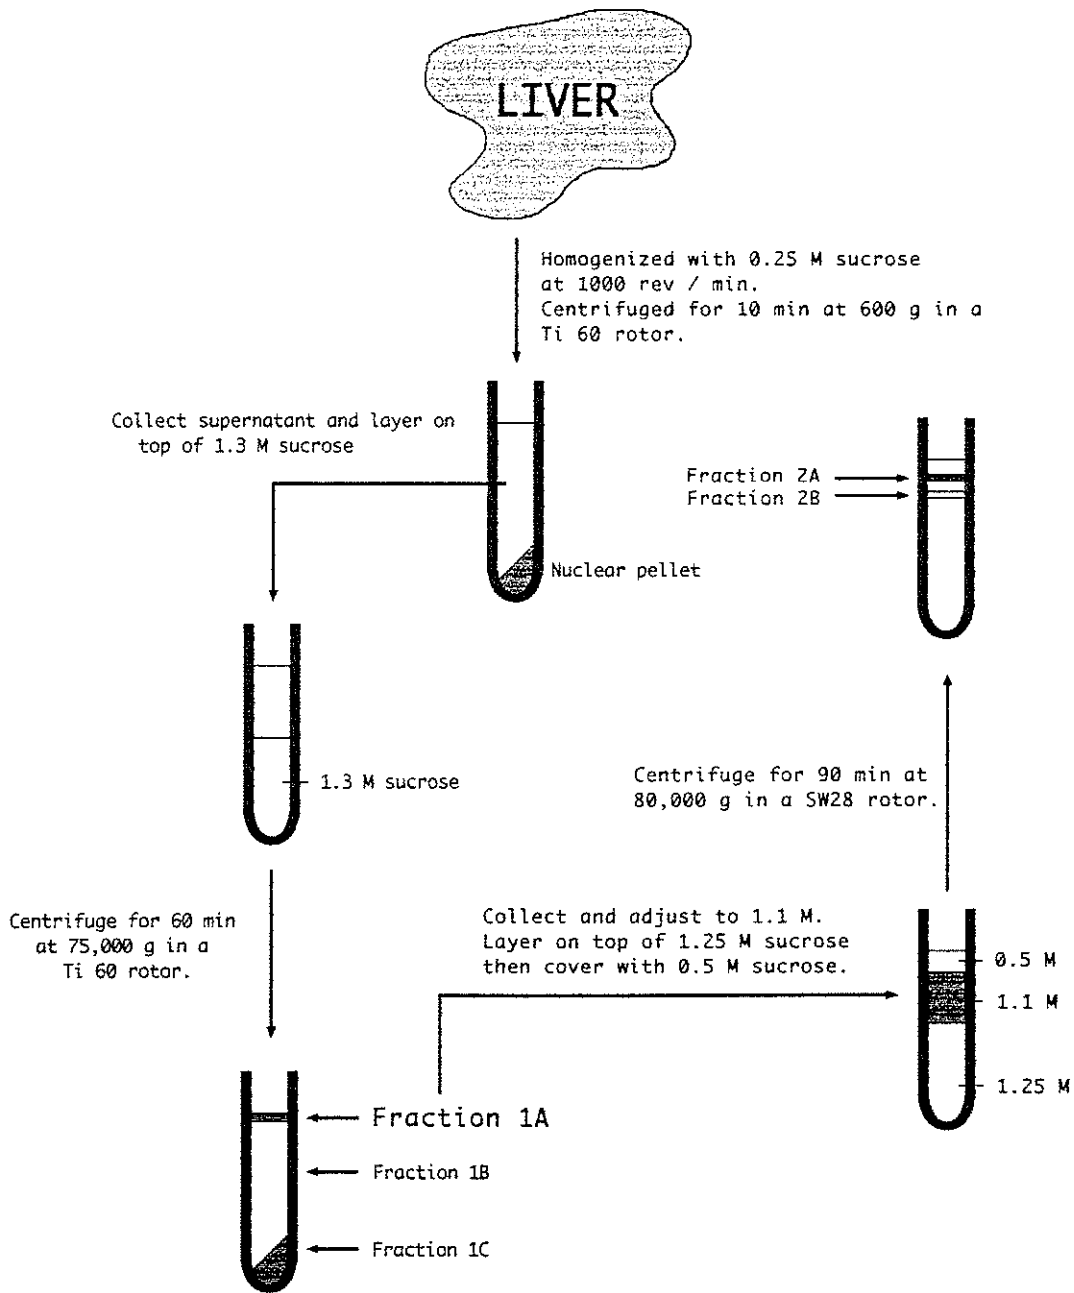 LIVER
Homogenized with 0.25 M sucrose
at 1000 rev / min.
Centrifuged for 10 min at 600 g in a
Ti 60 rotor.
Collect supernatant and layer on
top of 1.3 M sucrose
Fraction 2A
Fraction 2B
Nuclear pellet
1.3 M sucrose
Centrifuge for 90 min at
80,000 g in a SW28 rotor.
Centrifuge for 60 min
at 75,000 g in a
Ti 60 rotar.
Collect and adjust to 1.1 M.
Layer on top of 1.25 M sucrose
then cover with 0.5 M sucrose.
0.5 M
1.1 M
1.25 M
Fraction 1A
Fraction 1B
Fraction 1C